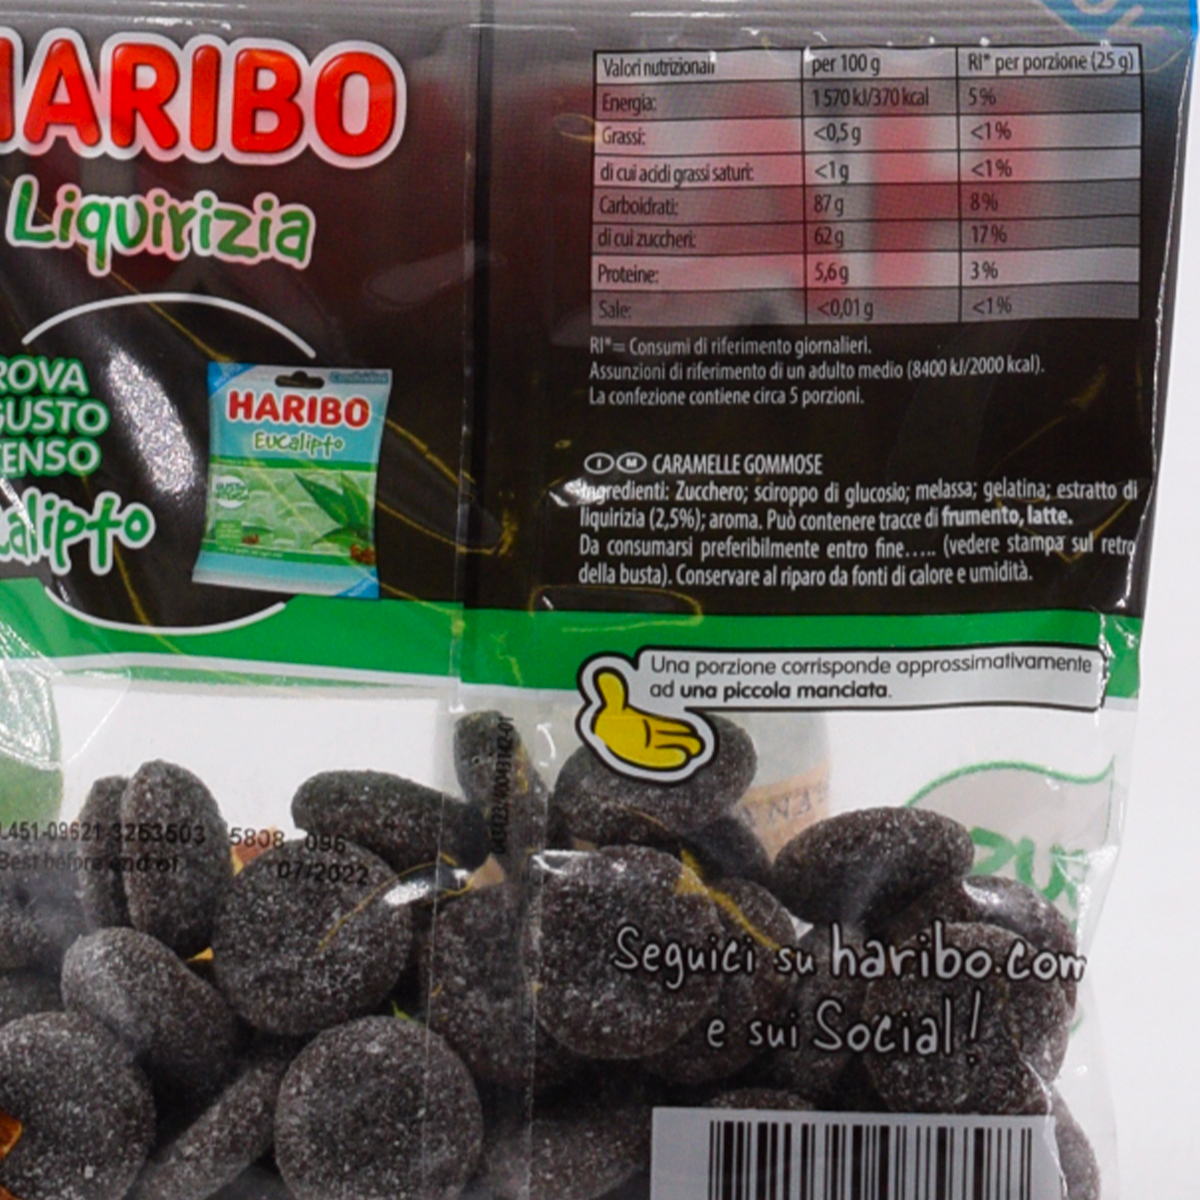 HARIBO
Liquirizia
GUSTO
HARIBO
Eucalipto
Valori nutrizionali per 100 g RI* per porzione (25 g)
Energia: 1570 kJ/370 kcal 5%
Grassi: <0,5 g <1%
di cui acidi grassi saturi: <1 g <1%
Carboidrati: 87 g 8%
di cui zuccheri: 62 g 17%
Proteine: 5,6 g 3%
Sale: <0,01 g <1%
RI*= Consumi di riferimento giornalieri.
Assunzioni di riferimento di un adulto medio (8400 kJ/2000 kcal).
La confezione contiene circa 5 porzioni.
I M CARAMELLE GOMMOSE
Ingredienti: Zucchero; sciroppo di glucosio; melassa; gelatina; estratto di
liquirizia (2,5%); aroma. Può contenere tracce di frumento, latte.
Da consumarsi preferibilmente entro fine..... (vedere stampa sul retro
della busta). Conservare al riparo da fonti di calore e umidità.
Una porzione corrisponde approssimativamente
ad una piccola manciata.
L451-09621 3253503 5808 096
Best before end of 07/2022
Seguici su haribo.com
e sui Social!